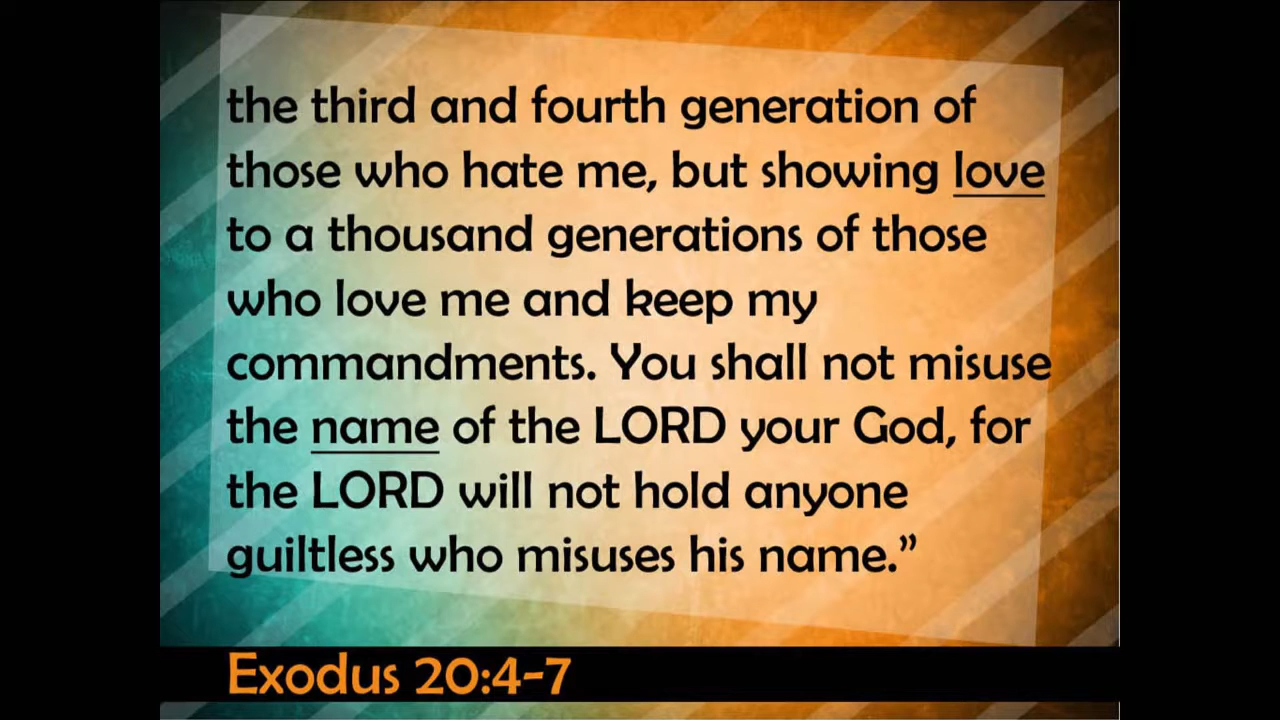 the third and fourth generation of
those who hate me, but showing love
to a thousand generations of those
who love me and keep my
commandments. You shall not misuse
the name of the LORD your God, for
the LORD will not hold anyone
guiltless who misuses his name.”
Exodus 20:4-7